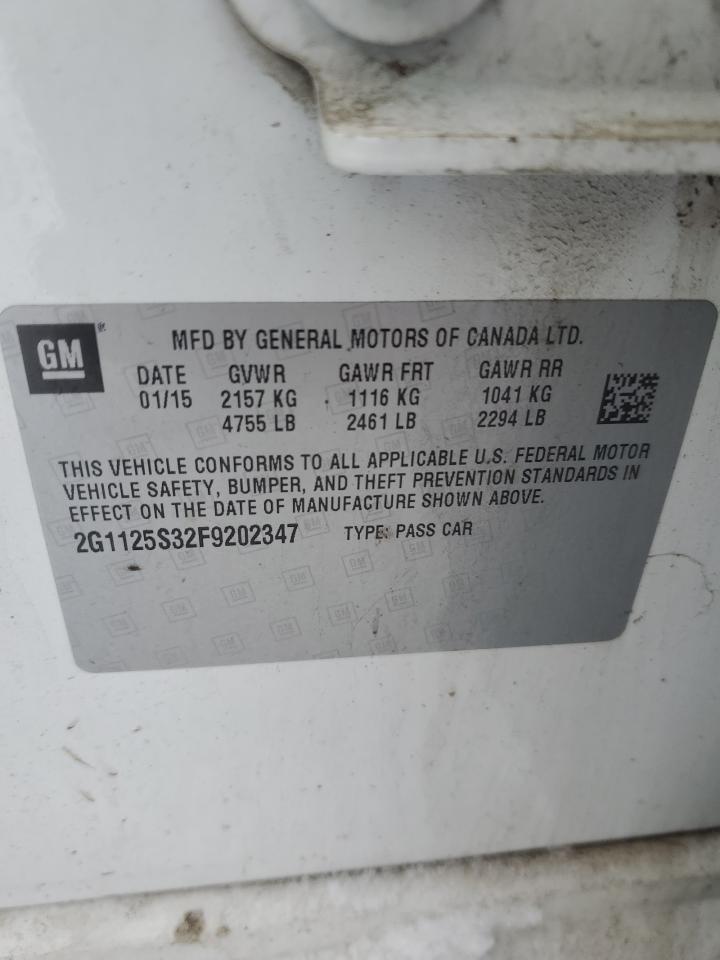 GM
MFD BY GENERAL MOTORS OF CANADA LTD.
DATE GVWR GAWR FRT GAWR RR
01/15 2157 KG 1116 KG 1041 KG
4755 LB 2461 LB 2294 LB
THIS VEHICLE CONFORMS TO ALL APPLICABLE U.S. FEDERAL MOTOR
VEHICLE SAFETY, BUMPER, AND THEFT PREVENTION STANDARDS IN
EFFECT ON THE DATE OF MANUFACTURE SHOWN ABOVE.
2G1125S32F9202347 TYPE: PASS CAR